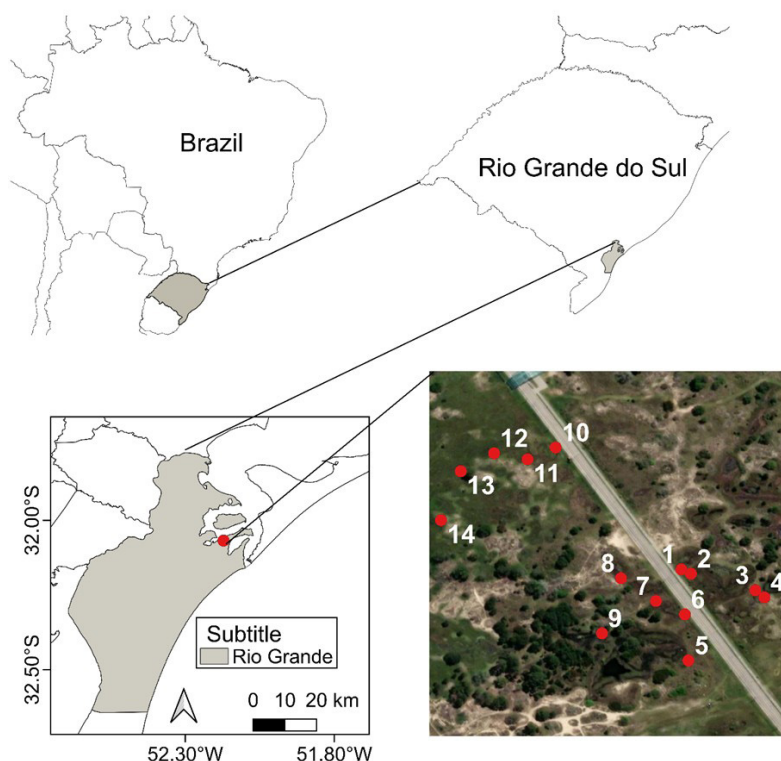 Brazil
Rio Grande do Sul
32.00°S
32.50°S
52.30°W
51.80°W
Subtitle
Rio Grande
0 10 20 km
10
12
11
13
14
1
2
8
3
4
7
6
9
5